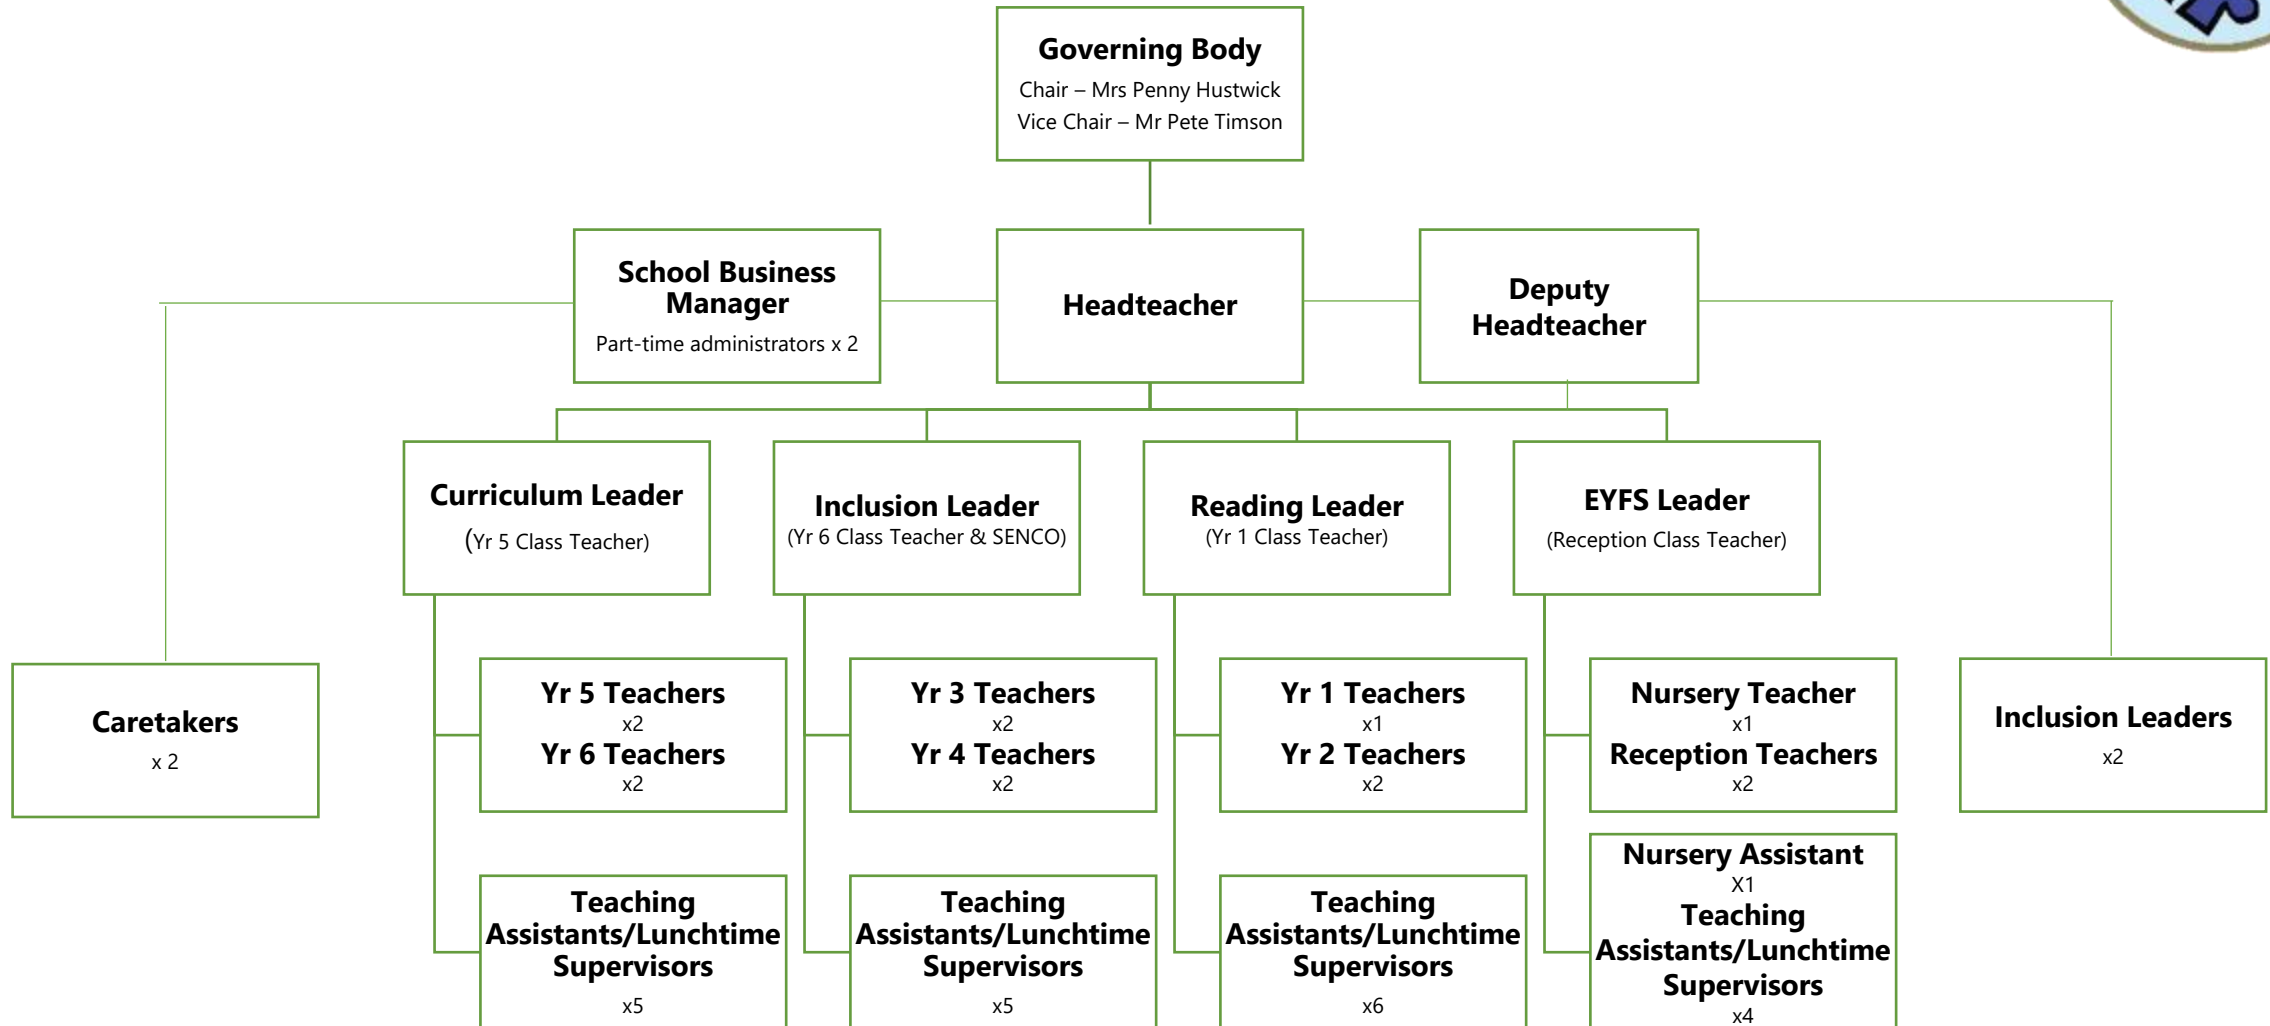 Governing Body
Chair – Mrs Penny Hustwick
Vice Chair – Mr Pete Timson
School Business
Manager
Part-time administrators x 2
Headteacher
Deputy
Headteacher
Curriculum Leader
(Yr 5 Class Teacher)
Inclusion Leader
(Yr 6 Class Teacher & SENCO)
Reading Leader
(Yr 1 Class Teacher)
EYFS Leader
(Reception Class Teacher)
Caretakers
x 2
Yr 5 Teachers
x2
Yr 6 Teachers
x2
Yr 3 Teachers
x2
Yr 4 Teachers
x2
Yr 1 Teachers
x1
Yr 2 Teachers
x2
Nursery Teacher
x1
Reception Teachers
x2
Inclusion Leaders
x2
Teaching
Assistants/Lunchtime
Supervisors
x5
Teaching
Assistants/Lunchtime
Supervisors
x5
Teaching
Assistants/Lunchtime
Supervisors
x6
Nursery Assistant
X1
Teaching
Assistants/Lunchtime
Supervisors
x4